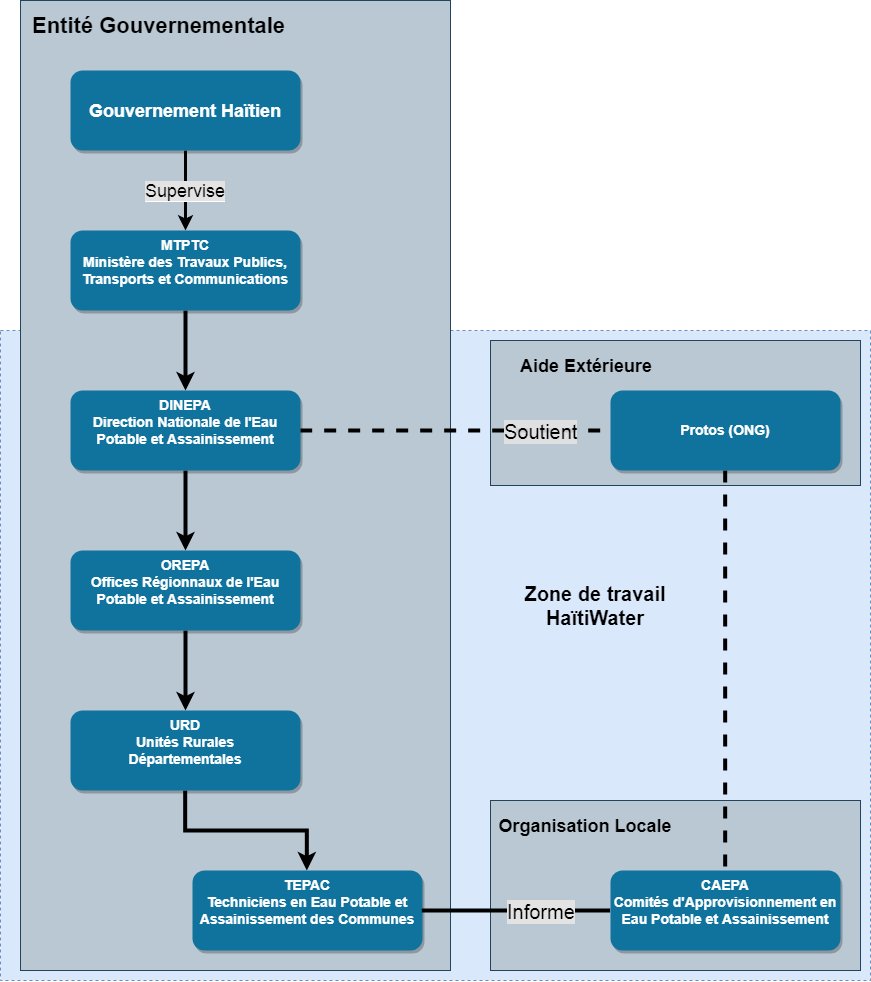 Entité Gouvernementale
Gouvernement Haïtien
Supervise
MTPTC
Ministère des Travaux Publics,
Transports et Communications
Aide Extérieure
DINEPA
Direction Nationale de l'Eau
Potable et Assainissement
Soutient
Protos (ONG)
OREPA
Offices Régionnaux de l'Eau
Potable et Assainissement
Zone de travail
HaïtiWater
URD
Unités Rurales
Départementales
Organisation Locale
TEPAC
Techniciens en Eau Potable et
Assainissement des Communes
Informe
CAEPA
Comités d'Approvisionnement en
Eau Potable et Assainissement